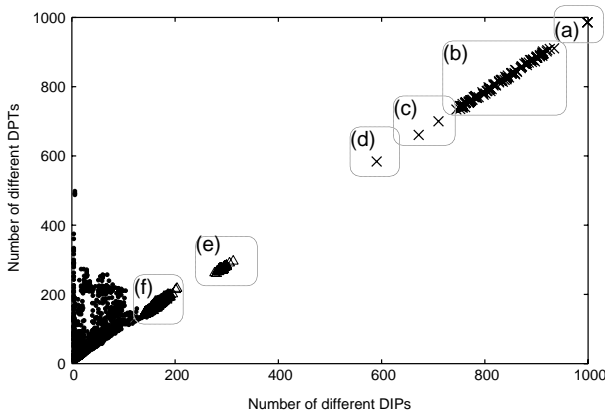 1000
(a)
(b)
800
(c)
(d)
600
Number of different DPTs
400
(e)
(f)
200
0
0 200 400 600 800 1000
Number of different DIPs